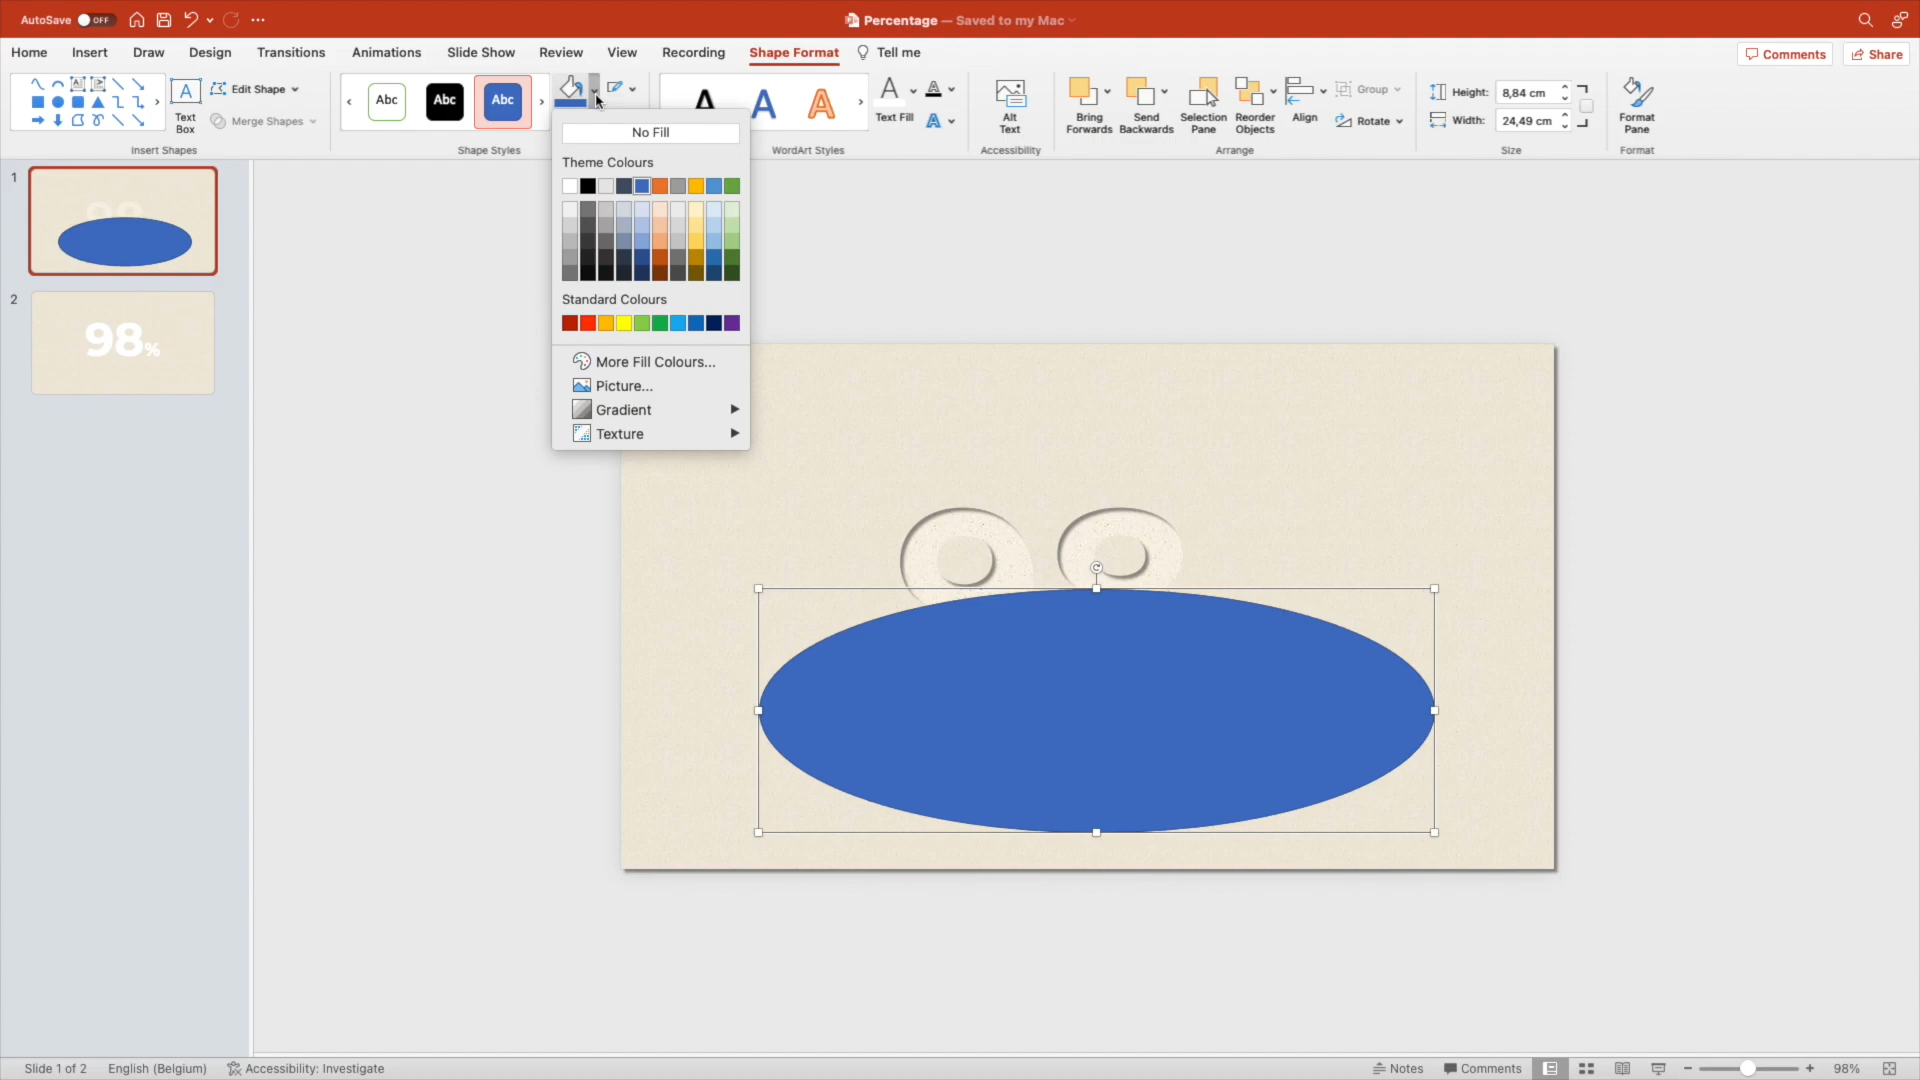 AutoSave OFF
Percentage — Saved to my Mac
Home Insert Draw Design Transitions Animations Slide Show Review View Recording Shape Format Tell me
Comments Share
Text Box
Edit Shape
Merge Shapes
Insert Shapes
Abc Abc Abc
Shape Styles
A A A
WordArt Styles
A Text Fill
A
A
Alt Text
Accessibility
Bring Forwards
Send Backwards
Selection Pane
Reorder Objects
Align
Group
Rotate
Arrange
Height: 8,84 cm
Width: 24,49 cm
Size
Format Pane
Format
No Fill
Theme Colours
Standard Colours
More Fill Colours...
Picture...
Gradient
Texture
1
2
98%
Slide 1 of 2 English (Belgium) Accessibility: Investigate
Notes Comments 98%